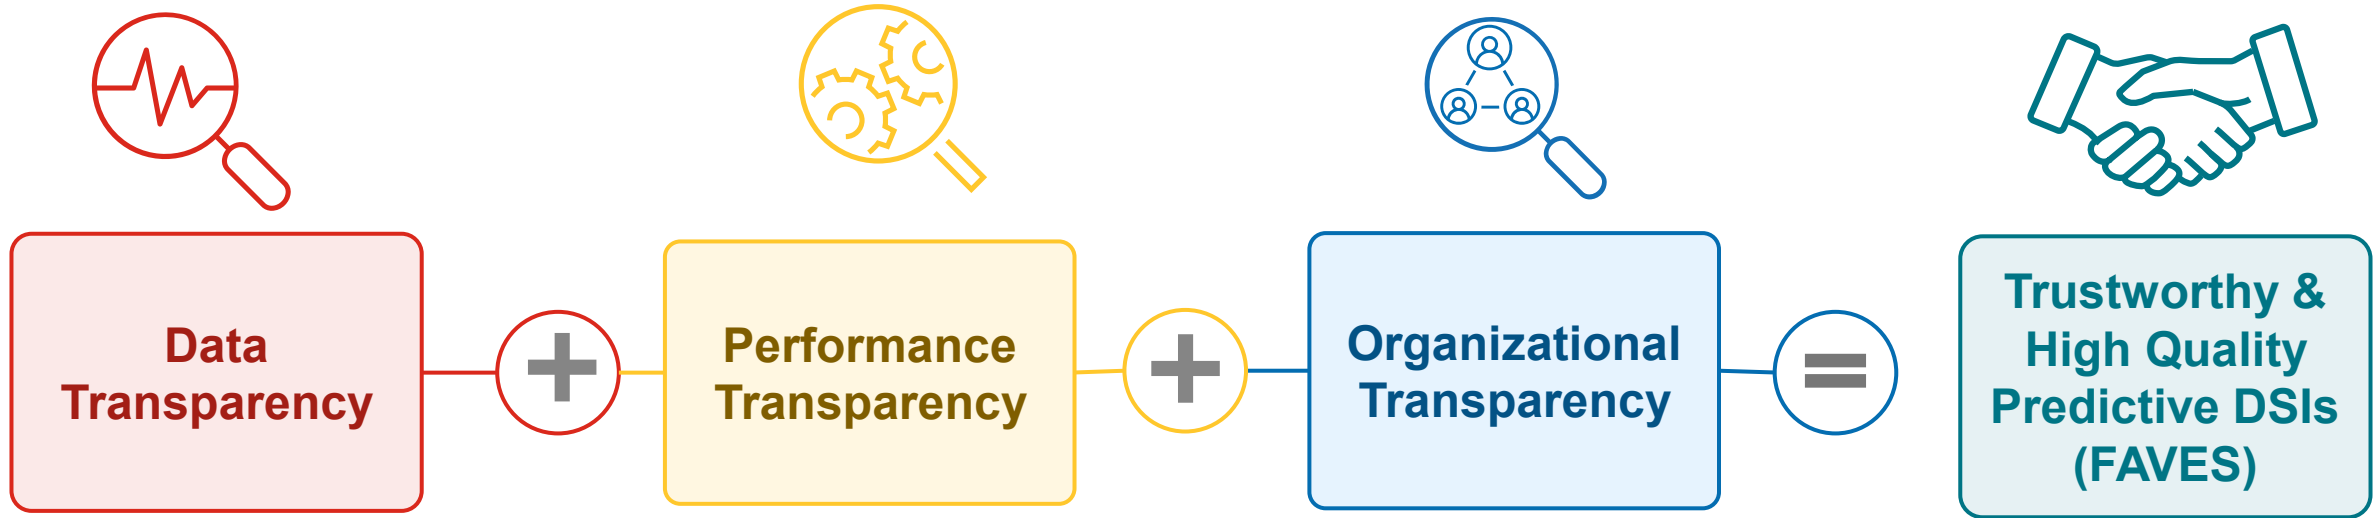 Data
Transparency
+
Performance
Transparency
+
Organizational
Transparency
=
Trustworthy &
High Quality
Predictive DSIs
(FAVES)